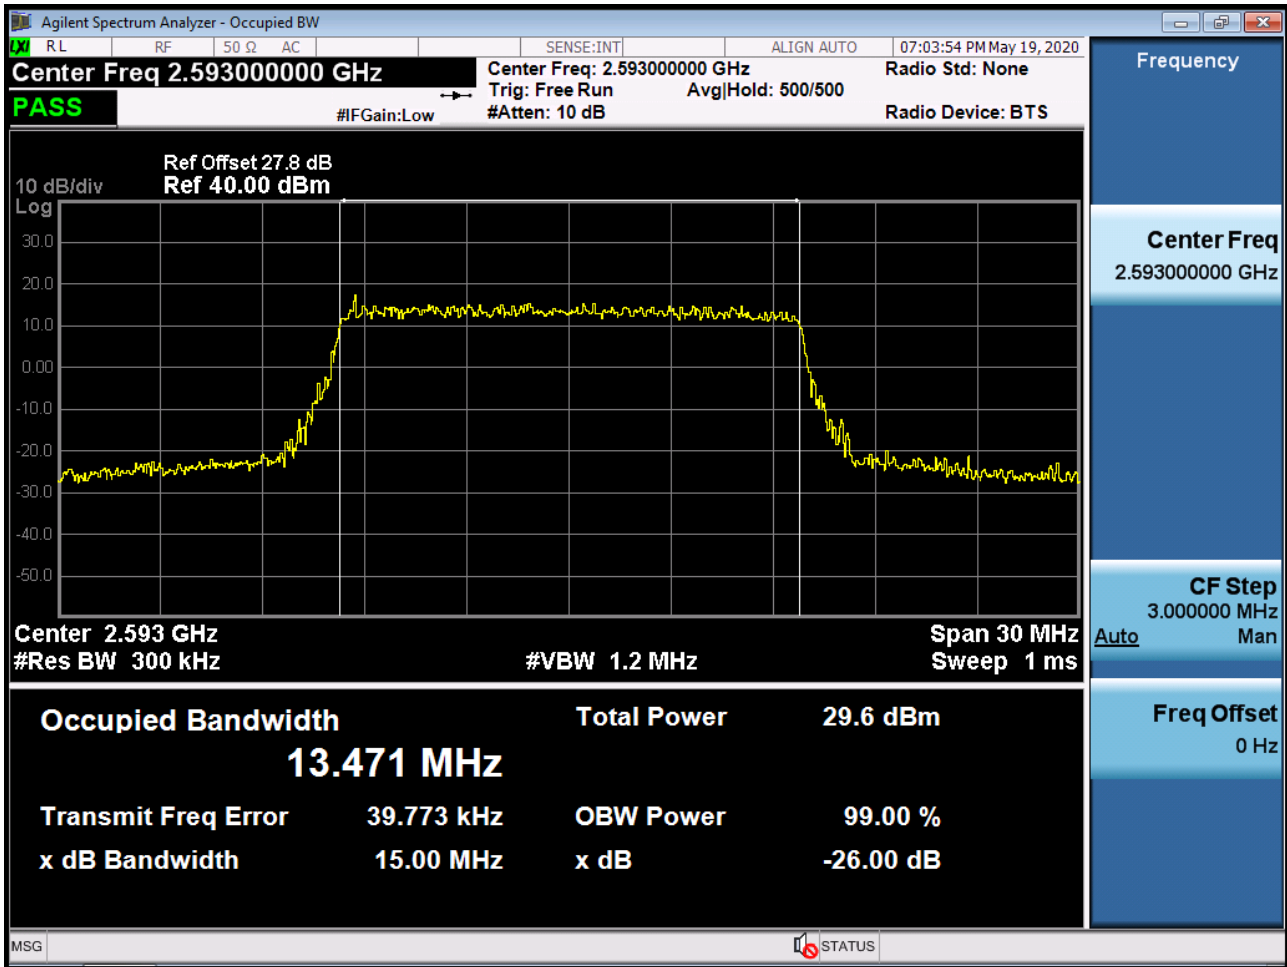 Agilent Spectrum Analyzer - Occupied BW
LXI RL RF 50 Ω AC SENSE:INT ALIGN AUTO 07:03:54 PM May 19, 2020
Center Freq 2.593000000 GHz
PASS
#IFGain:Low
Center Freq: 2.593000000 GHz
Trig: Free Run Avg|Hold: 500/500
#Atten: 10 dB
Radio Std: None
Radio Device: BTS
Ref Offset 27.8 dB
10 dB/div Ref 40.00 dBm
Log
30.0
20.0
10.0
0.00
-10.0
-20.0
-30.0
-40.0
-50.0
Center 2.593 GHz Span 30 MHz
#Res BW 300 kHz #VBW 1.2 MHz Sweep 1 ms
Occupied Bandwidth Total Power 29.6 dBm
13.471 MHz
Transmit Freq Error 39.773 kHz OBW Power 99.00 %
x dB Bandwidth 15.00 MHz x dB -26.00 dB
MSG STATUS
Frequency
Center Freq
2.593000000 GHz
CF Step
3.000000 MHz
Auto Man
Freq Offset
0 Hz